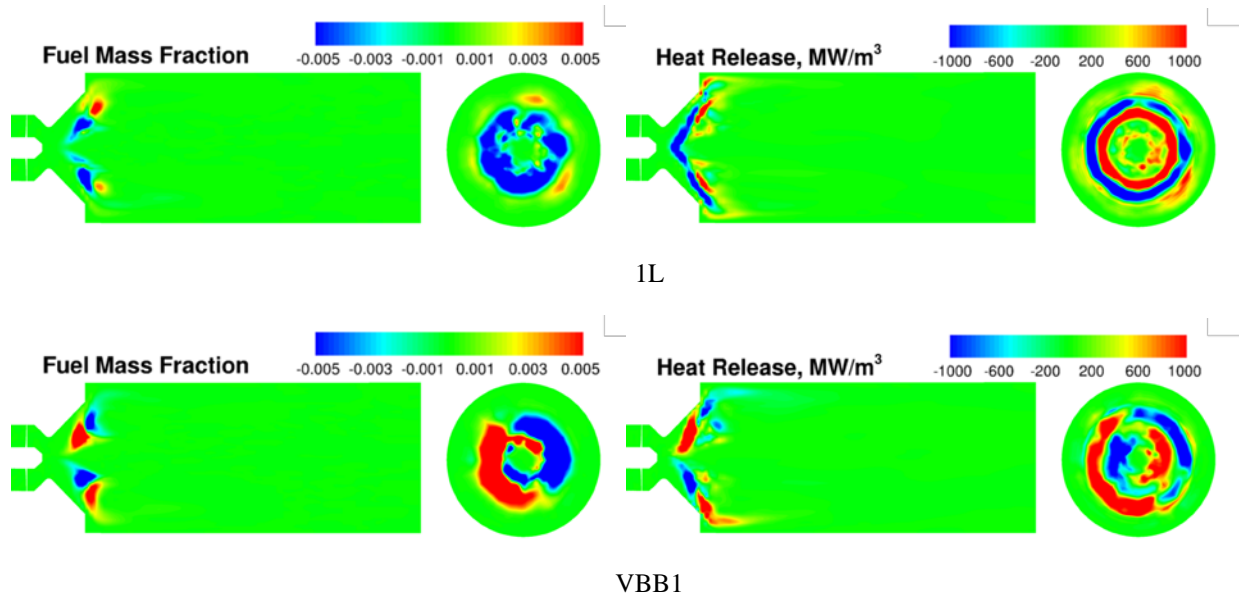 Fuel Mass Fraction
-0.005 -0.003 -0.001 0.001 0.003 0.005
Heat Release, MW/m³
-1000 -600 -200 200 600 1000
1L
Fuel Mass Fraction
-0.005 -0.003 -0.001 0.001 0.003 0.005
Heat Release, MW/m³
-1000 -600 -200 200 600 1000
VBB1